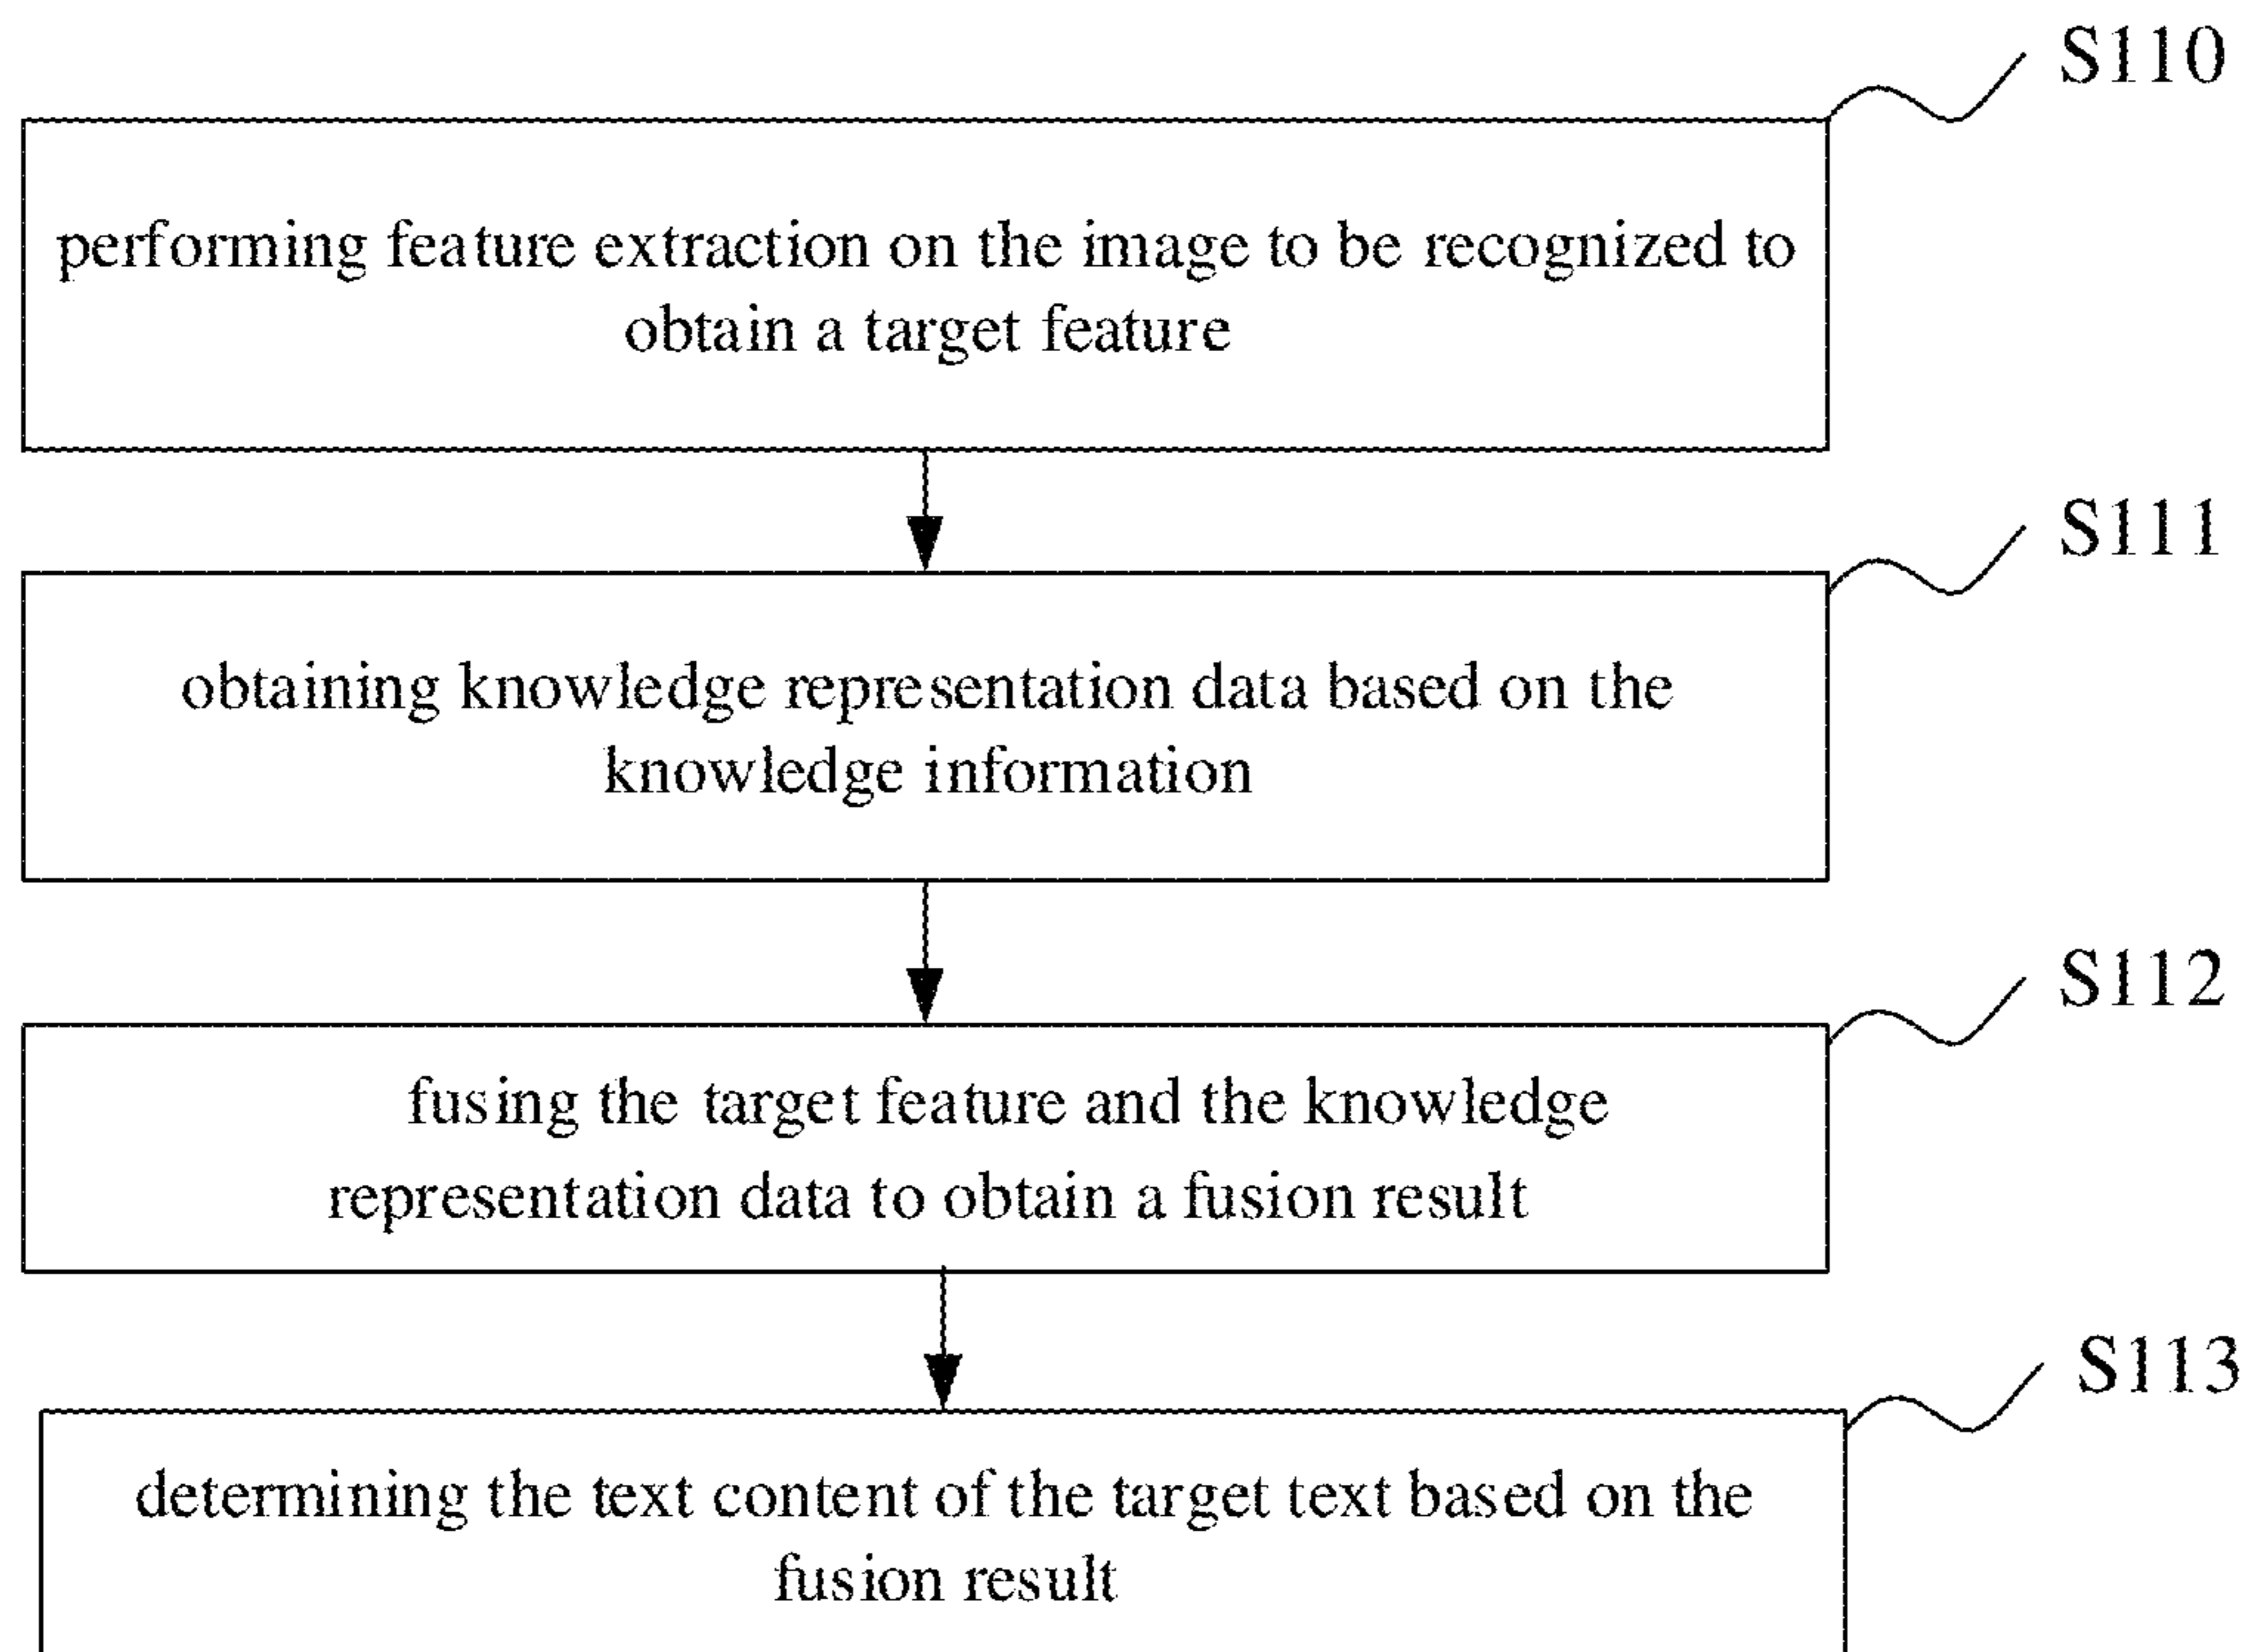 S110
performing feature extraction on the image to be recognized to
obtain a target feature
S111
obtaining knowledge representation data based on the
knowledge information
S112
fusing the target feature and the knowledge
representation data to obtain a fusion result
S113
determining the text content of the target text based on the
fusion result